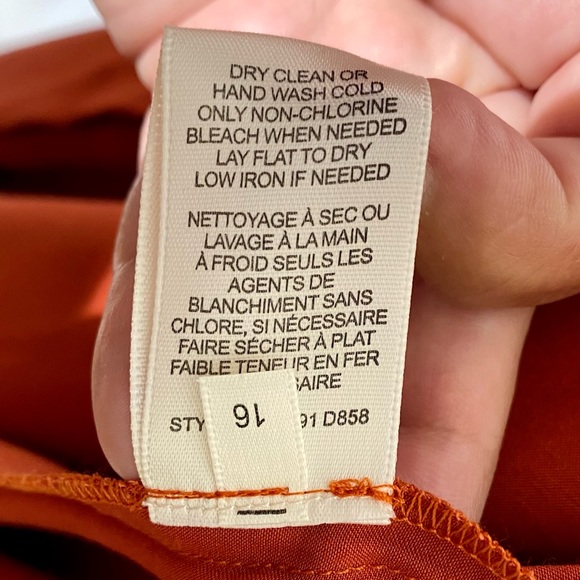 DRY CLEAN OR
HAND WASH COLD
ONLY NON-CHLORINE
BLEACH WHEN NEEDED
LAY FLAT TO DRY
LOW IRON IF NEEDED
NETTOYAGE À SEC OU
LAVAGE À LA MAIN
À FROID SEULS LES
AGENTS DE
BLANCHIMENT SANS
CHLORE, SI NÉCESSAIRE
FAIRE SÉCHER À PLAT
FAIBLE TENEUR EN FER
SAIRE
STY 91 D858
16